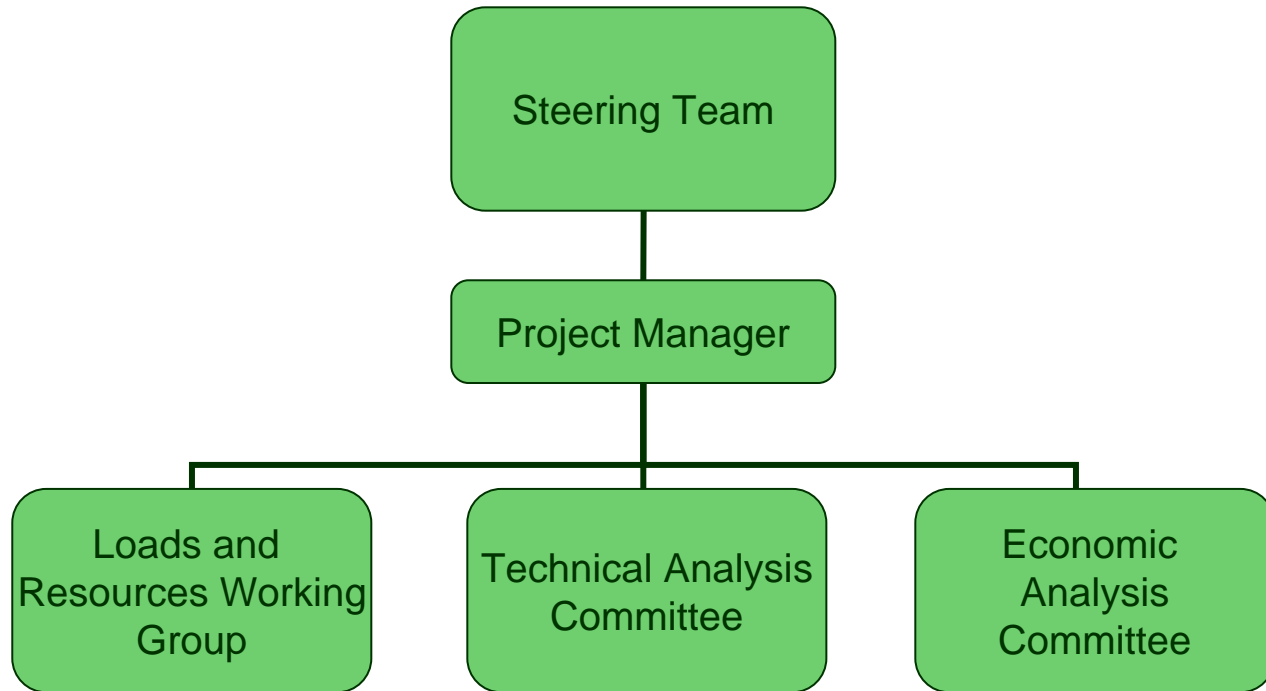 Steering Team
Project Manager
Loads and
Resources Working
Group
Technical Analysis
Committee
Economic
Analysis
Committee